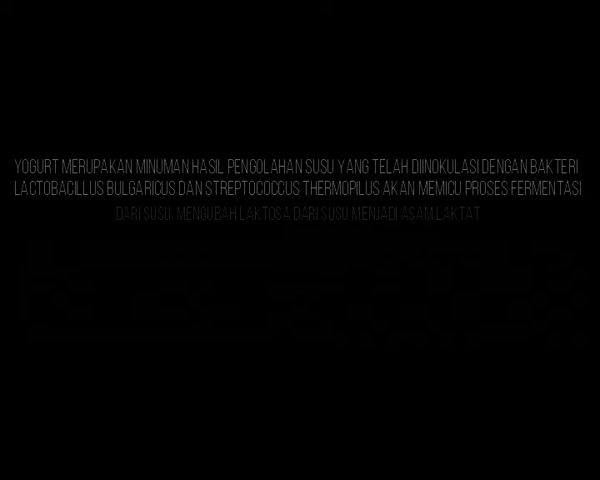 YOGURT MERUPAKAN MINUMAN HASIL PENGOLAHAN SUSU YANG TELAH DIINOKULASI DENGAN BAKTERI
LACTOBACILLUS BULGARICUS DAN STREPTOCOCCUS THERMOPILUS AKAN MEMICU PROSES FERMENTASI
DARI SUSU, MENGUBAH LAKTOSA DARI SUSU MENJADI ASAM LAKTAT